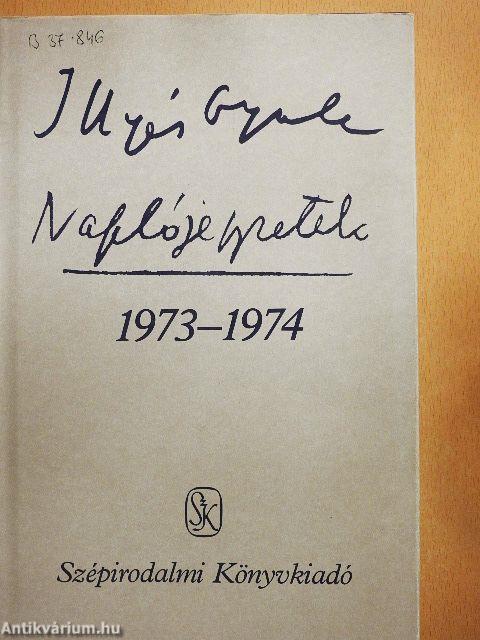 B 37.846
Illyés Gyula
Naplójegyzetek
1973–1974
SzK
Szépirodalmi Könyvkiadó
Antikvárium.hu